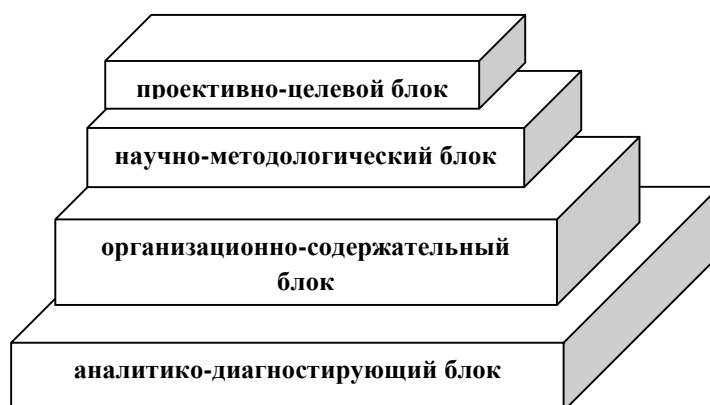 проективно-целевой блок
научно-методологический блок
организационно-содержательный
блок
аналитико-диагностирующий блок